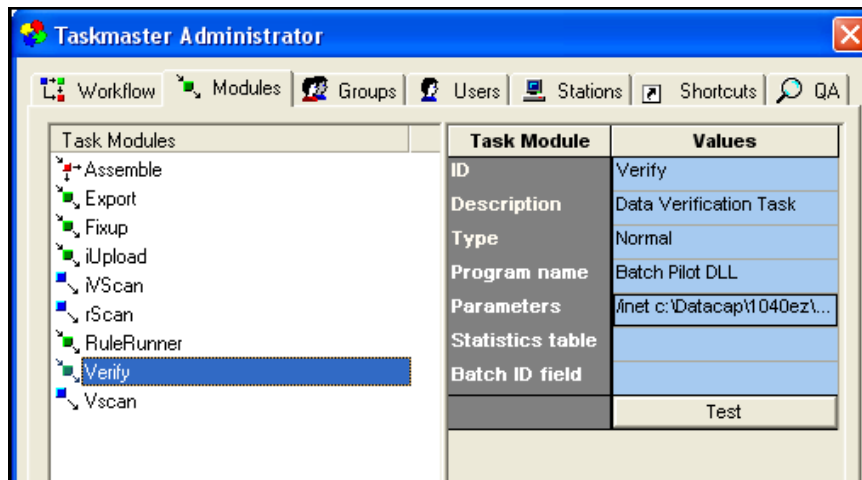 Taskmaster Administrator
Workflow Modules Groups Users Stations Shortcuts QA
Task Modules
Assemble
Export
Fixup
iUpload
iVScan
rScan
RuleRunner
Verify
Vscan
Task Module Values
ID Verify
Description Data Verification Task
Type Normal
Program name Batch Pilot DLL
Parameters /inet c:\Datacap\1040ez\...
Statistics table
Batch ID field
Test